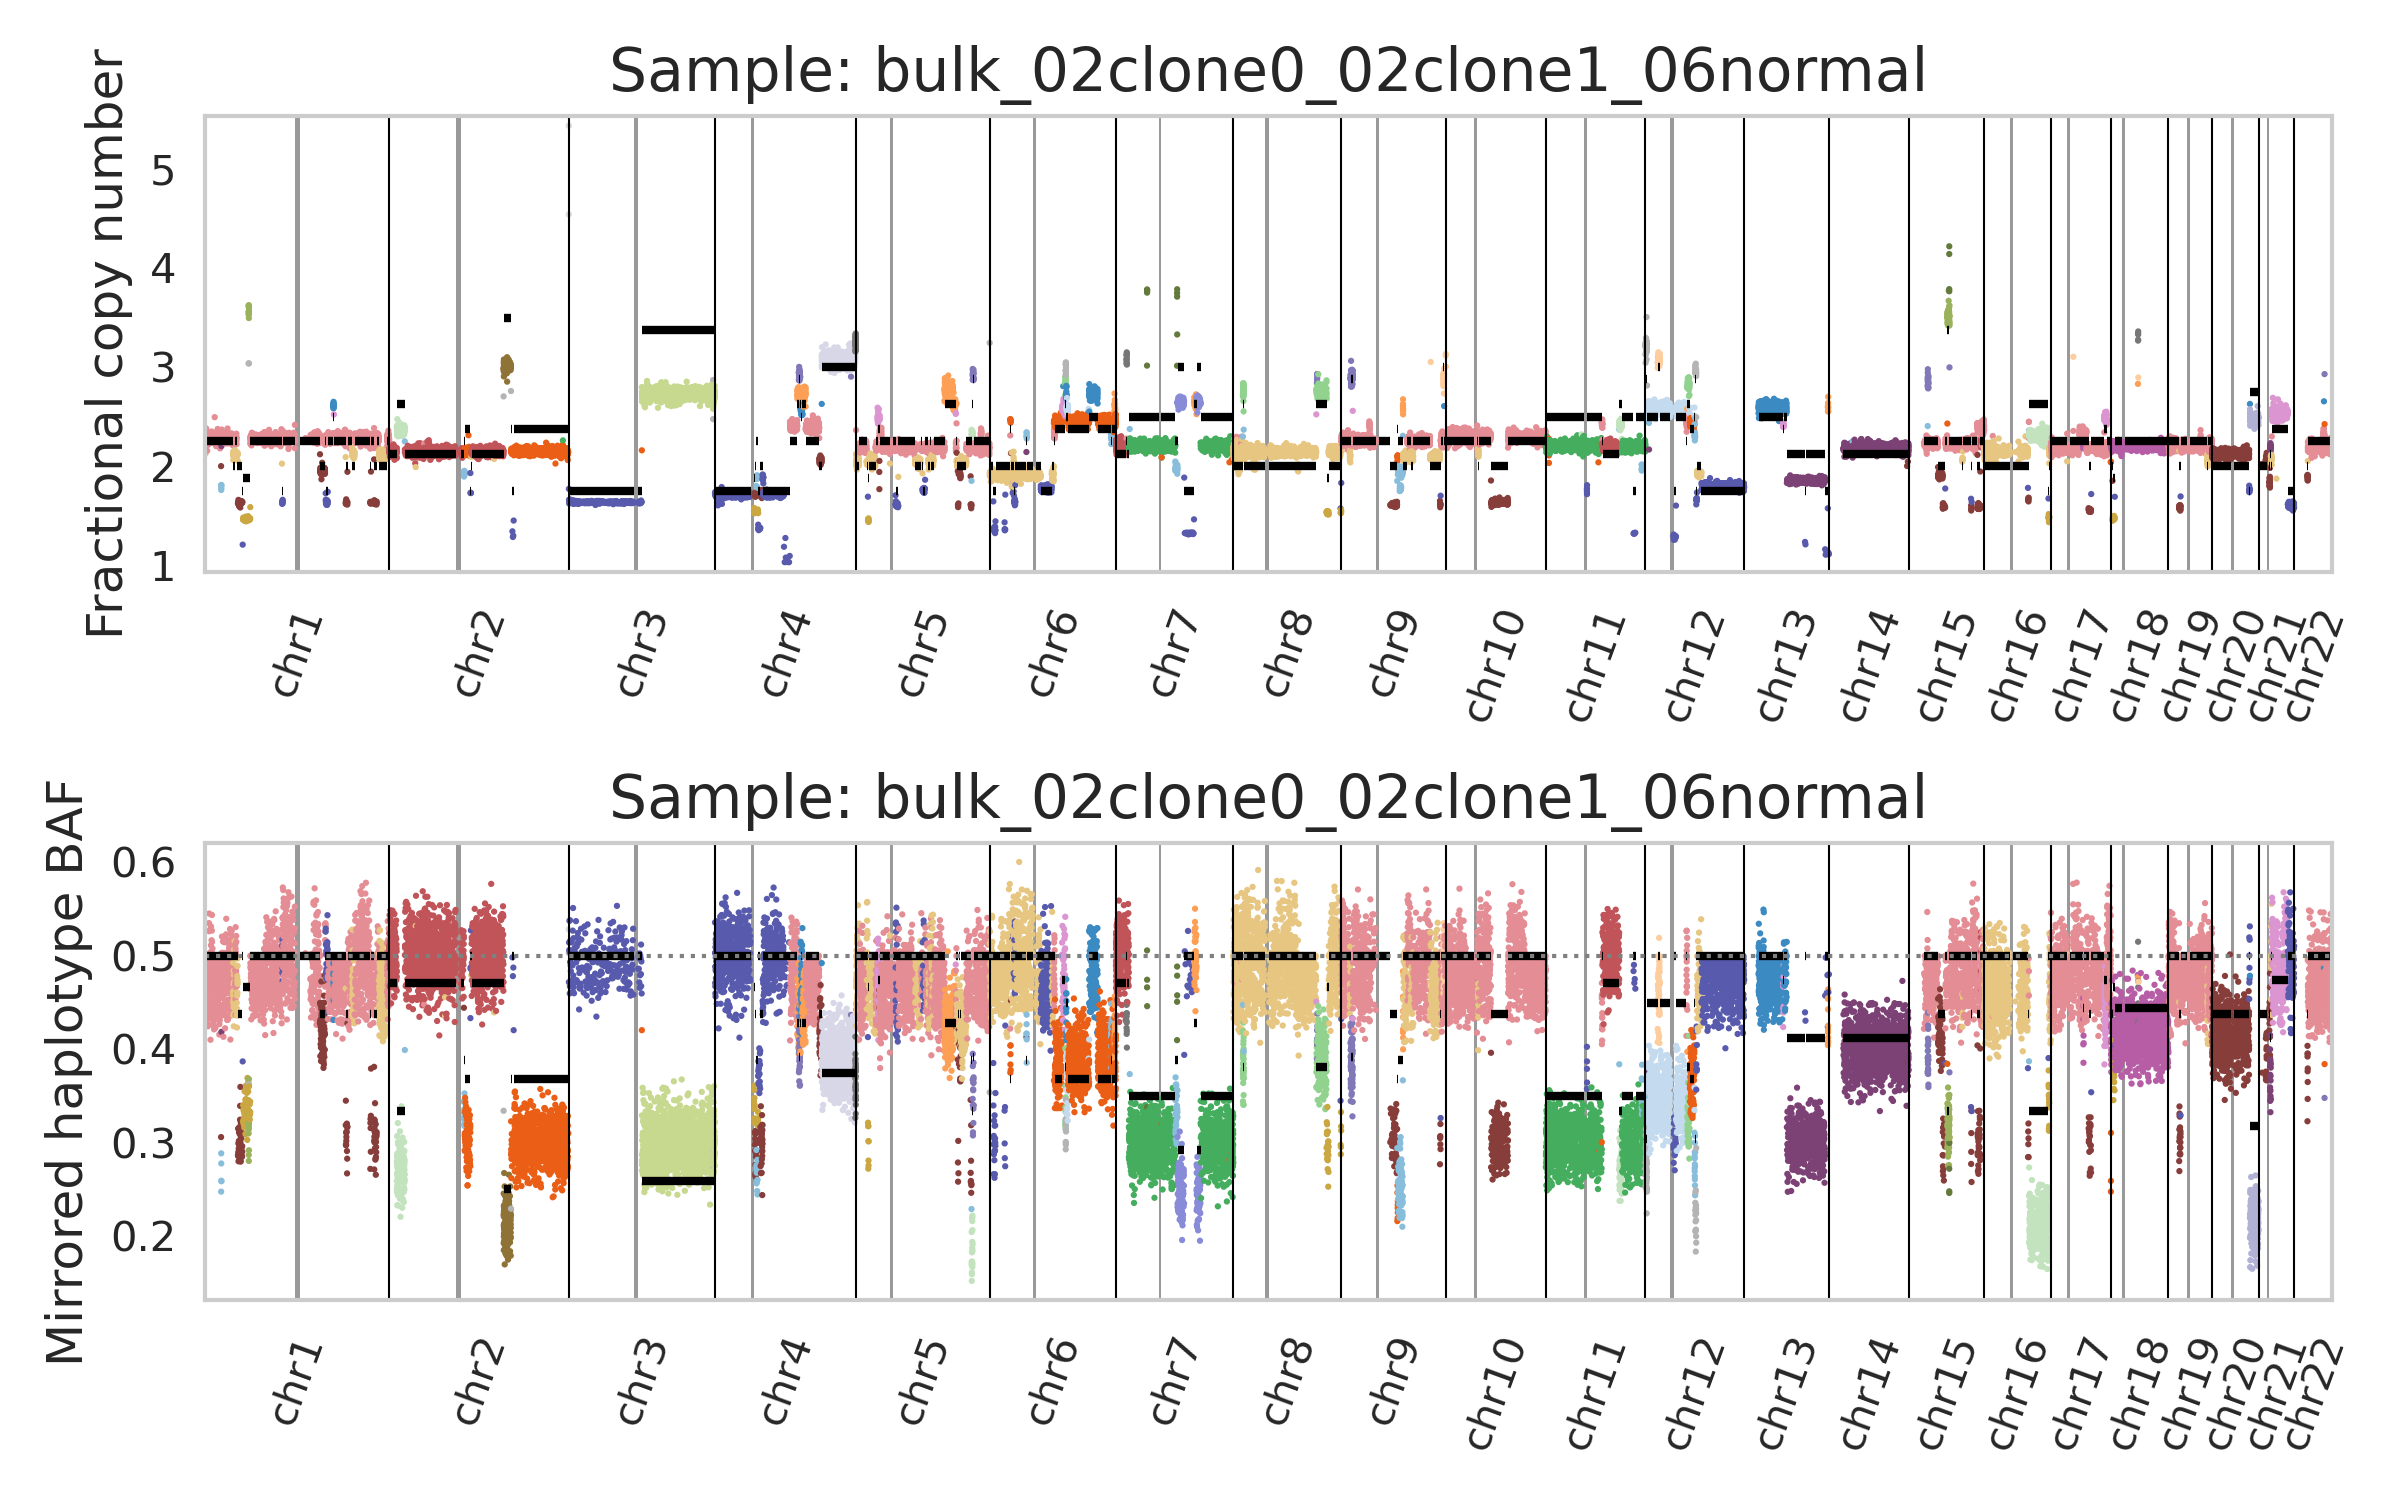 Sample: bulk_02clone0_02clone1_06normal
Fractional copy number
5
4
3
2
1
chr1 chr2 chr3 chr4 chr5 chr6 chr7 chr8 chr9 chr10 chr11 chr12 chr13 chr14 chr15 chr16 chr17 chr18 chr19 chr20 chr21 chr22
Sample: bulk_02clone0_02clone1_06normal
Mirrored haplotype BAF
0.6
0.5
0.4
0.3
0.2
chr1 chr2 chr3 chr4 chr5 chr6 chr7 chr8 chr9 chr10 chr11 chr12 chr13 chr14 chr15 chr16 chr17 chr18 chr19 chr20 chr21 chr22